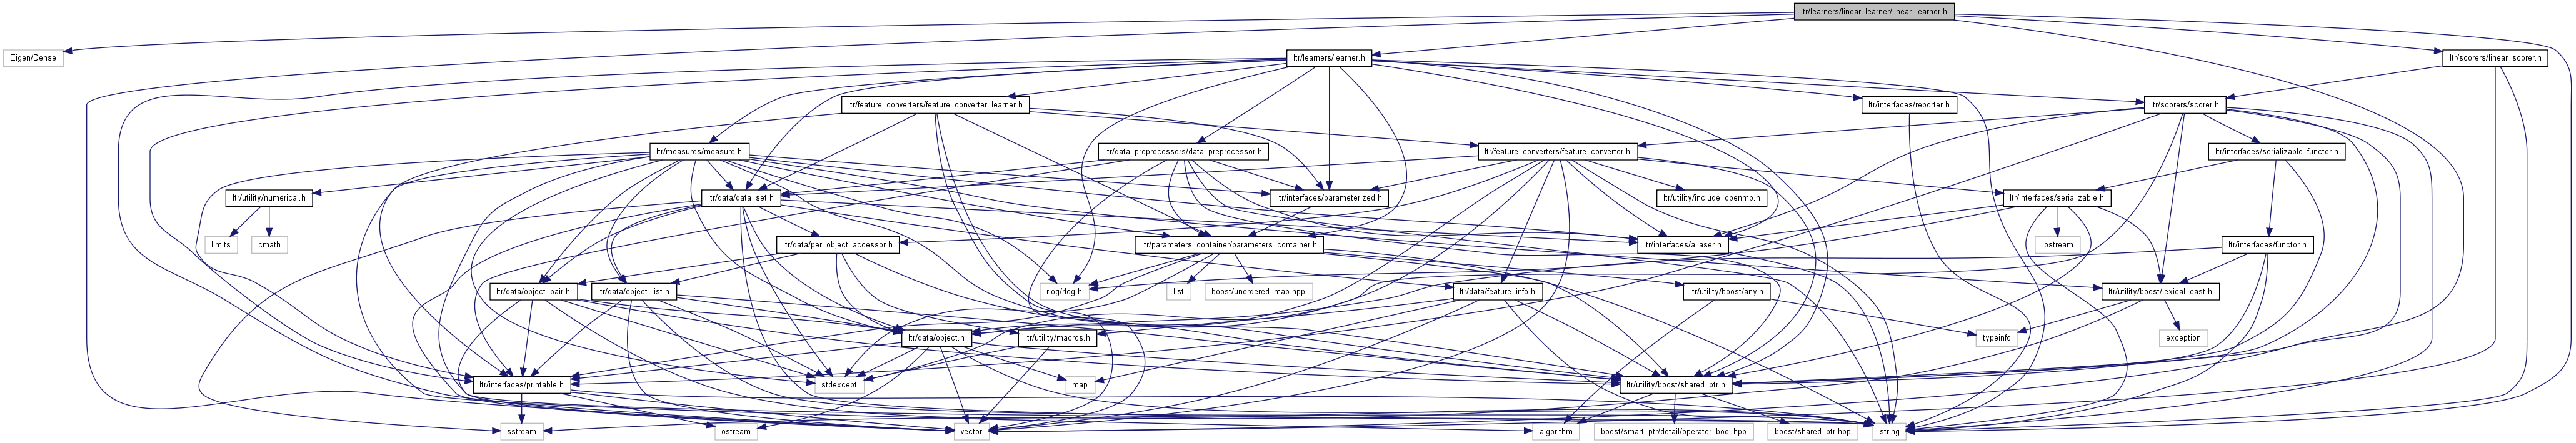 ltr/learners/linear_learner/linear_learner.h
Eigen/Dense
ltr/learners/learner.h
ltr/scorers/linear_scorer.h
ltr/feature_converters/feature_converter_learner.h
ltr/interfaces/reporter.h
ltr/scorers/scorer.h
ltr/measures/measure.h
ltr/data_preprocessors/data_preprocessor.h
ltr/feature_converters/feature_converter.h
ltr/interfaces/serializable_functor.h
ltr/utility/numerical.h
ltr/data/data_set.h
ltr/interfaces/parameterized.h
ltr/utility/include_openmp.h
ltr/interfaces/serializable.h
limits
cmath
ltr/data/per_object_accessor.h
ltr/parameters_container/parameters_container.h
ltr/interfaces/aliaser.h
iostream
ltr/interfaces/functor.h
ltr/data/object_pair.h
ltr/data/object_list.h
rlog/rlog.h
list
boost/unordered_map.hpp
ltr/data/feature_info.h
ltr/utility/boost/any.h
ltr/utility/boost/lexical_cast.h
ltr/data/object.h
ltr/utility/macros.h
typeinfo
exception
ltr/interfaces/printable.h
stdexcept
map
ltr/utility/boost/shared_ptr.h
sstream
ostream
vector
algorithm
boost/smart_ptr/detail/operator_bool.hpp
boost/shared_ptr.hpp
string